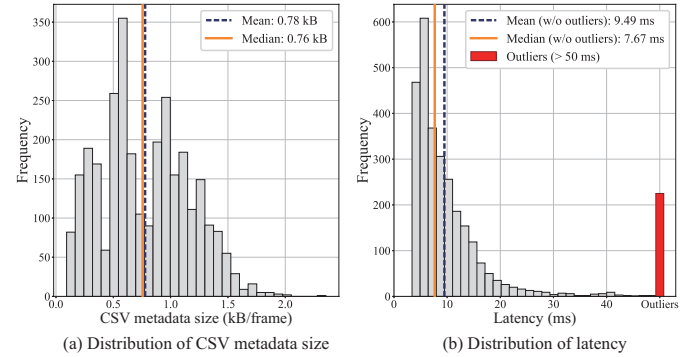 Mean: 0.78 kB
Median: 0.76 kB
350
300
250
200
150
100
50
0
Frequency
0.0 0.5 1.0 1.5 2.0
CSV metadata size (kB/frame)
(a) Distribution of CSV metadata size
Mean (w/o outliers): 9.49 ms
Median (w/o outliers): 7.67 ms
Outliers (> 50 ms)
600
500
400
300
200
100
0
Frequency
0 10 20 30 40 Outliers
Latency (ms)
(b) Distribution of latency